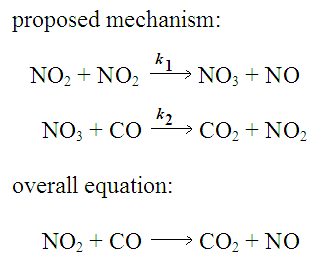 proposed mechanism:
NO₂ + NO₂ —k₁→ NO₃ + NO
NO₃ + CO —k₂→ CO₂ + NO₂
overall equation:
NO₂ + CO ⟶ CO₂ + NO